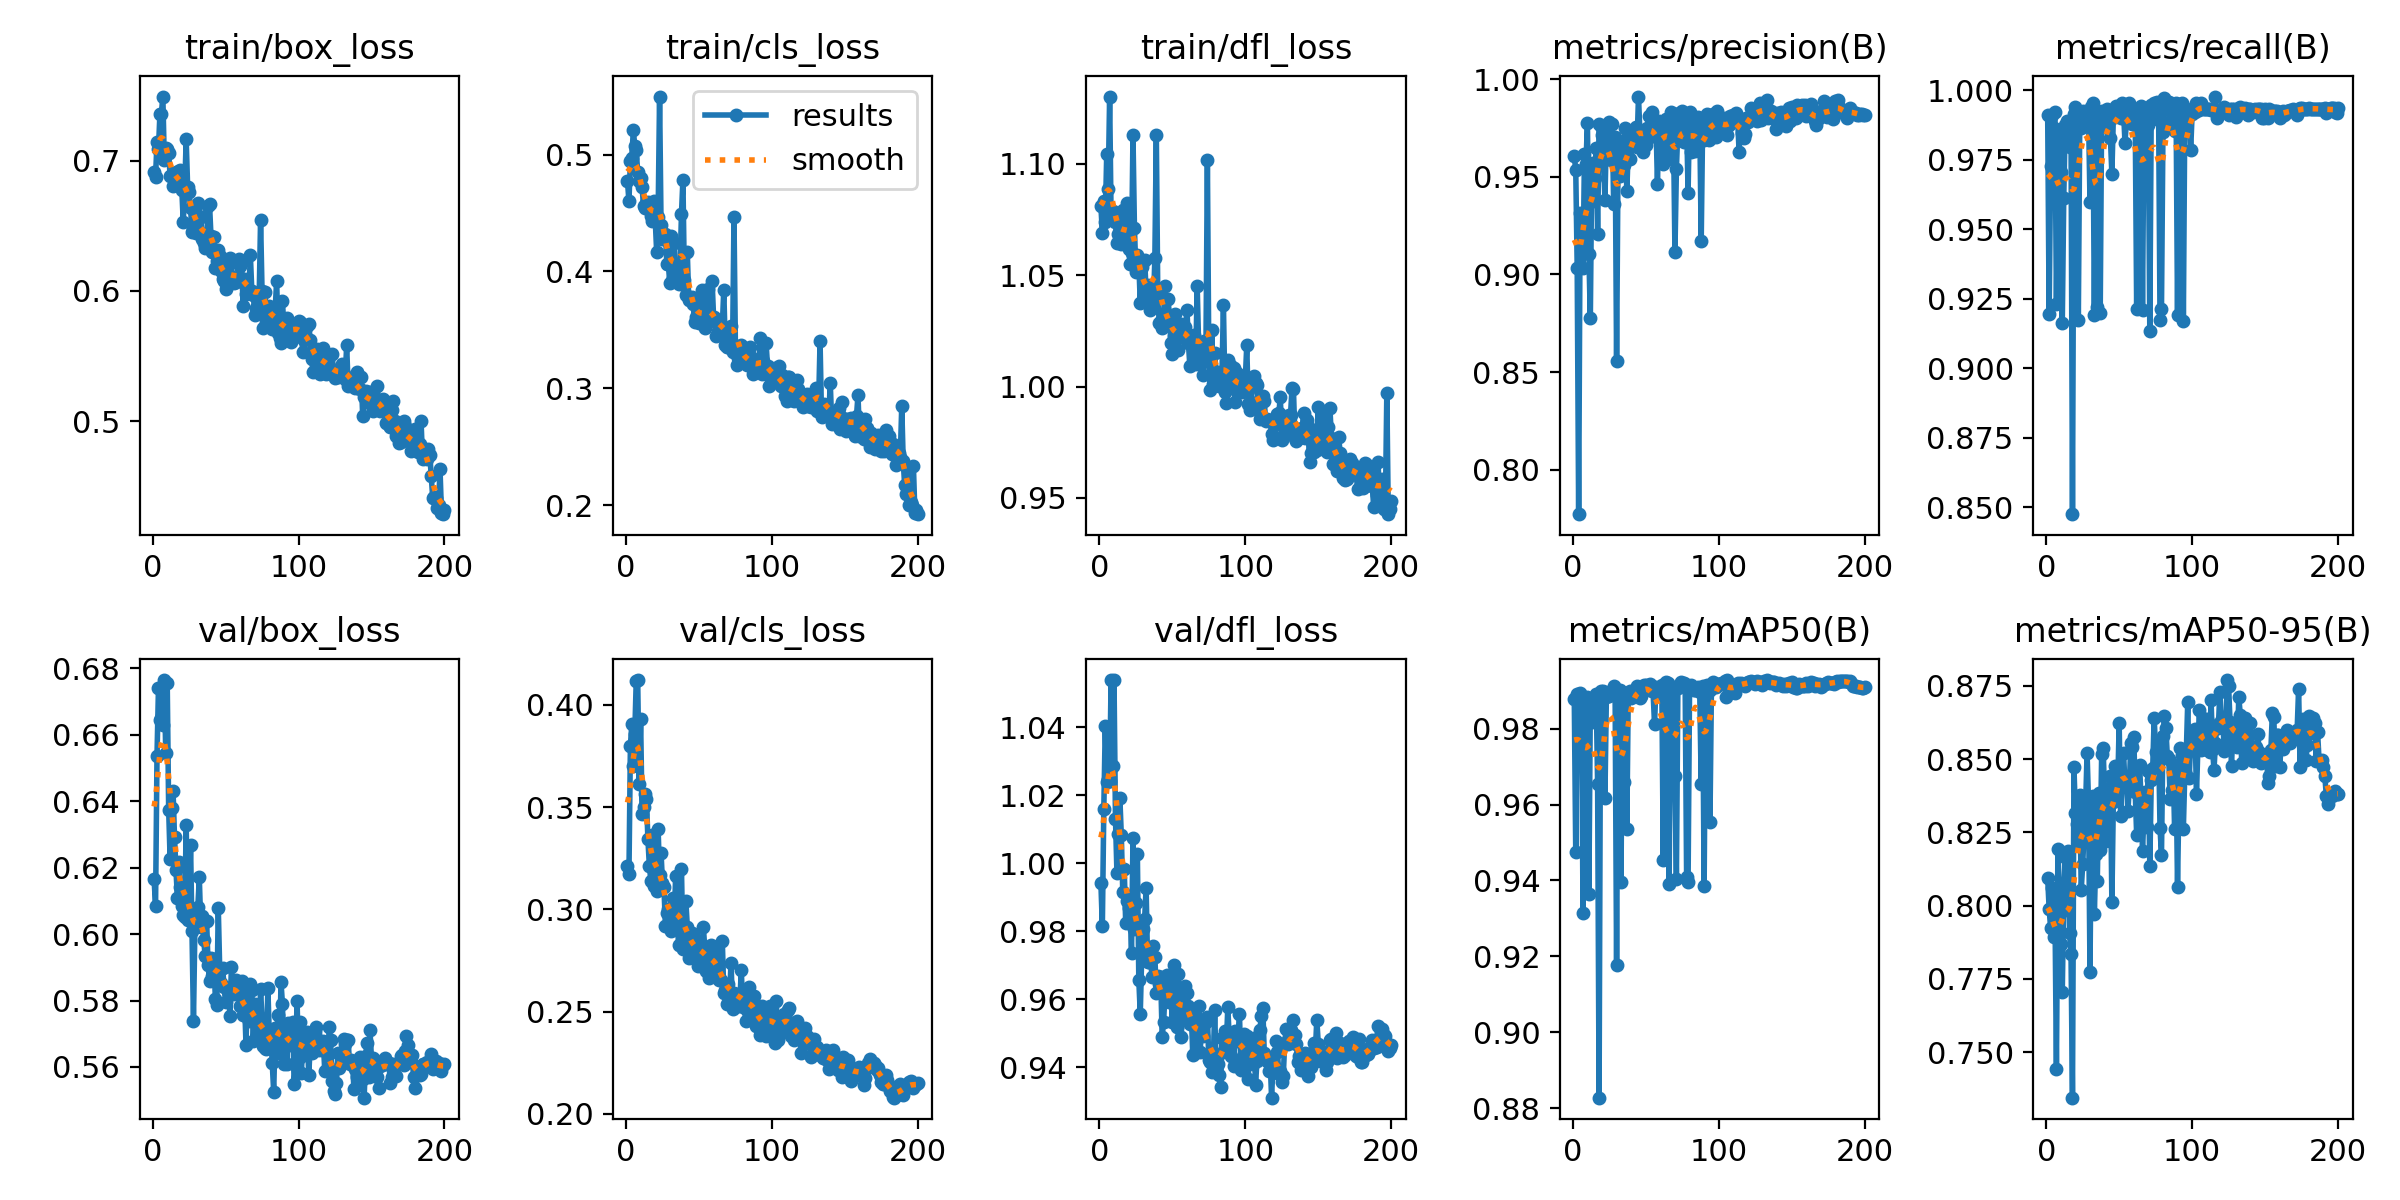 train/box_loss
train/cls_loss
train/dfl_loss
metrics/precision(B)
metrics/recall(B)
0.7
0.6
0.5
0 100 200
results
smooth
0.5
0.4
0.3
0.2
0 100 200
1.10
1.05
1.00
0.95
0 100 200
1.00
0.95
0.90
0.85
0.80
0 100 200
1.000
0.975
0.950
0.925
0.900
0.875
0.850
0 100 200
val/box_loss
val/cls_loss
val/dfl_loss
metrics/mAP50(B)
metrics/mAP50-95(B)
0.68
0.66
0.64
0.62
0.60
0.58
0.56
0 100 200
0.40
0.35
0.30
0.25
0.20
0 100 200
1.04
1.02
1.00
0.98
0.96
0.94
0 100 200
0.98
0.96
0.94
0.92
0.90
0.88
0 100 200
0.875
0.850
0.825
0.800
0.775
0.750
0 100 200